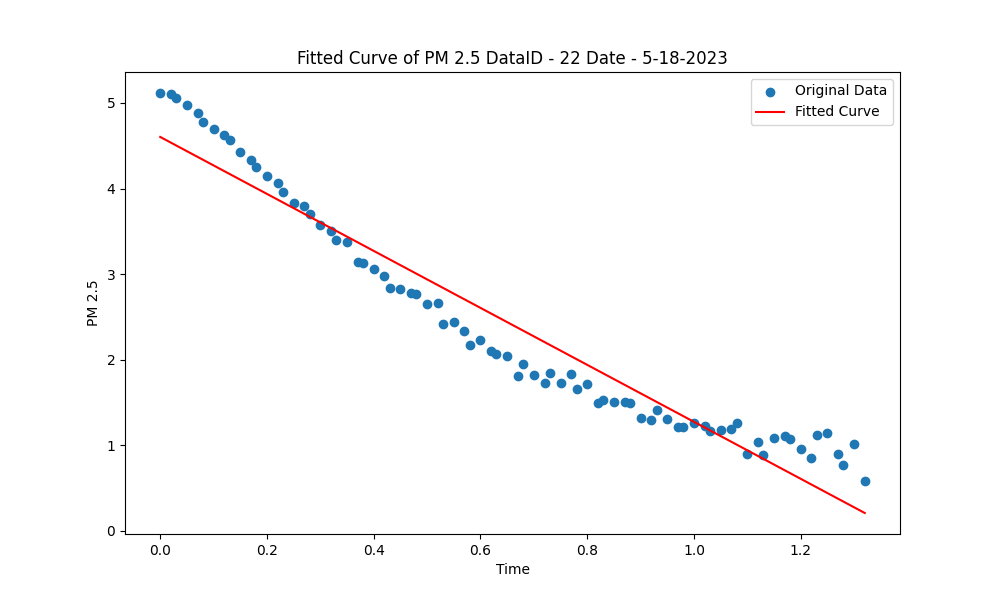 Fitted Curve of PM 2.5 DataID - 22 Date - 5-18-2023
Original Data
Fitted Curve
PM 2.5
5
4
3
2
1
0
0.0 0.2 0.4 0.6 0.8 1.0 1.2
Time